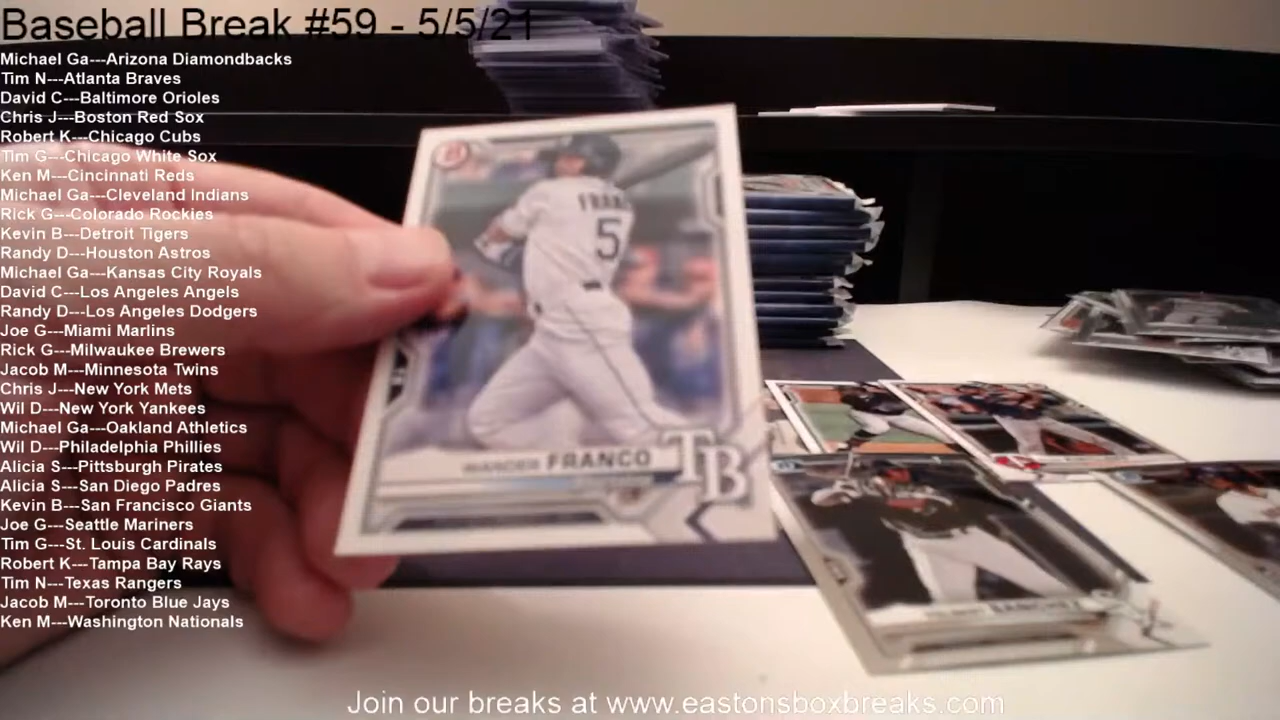 Baseball Break #59 - 5/5/21
Michael Ga---Arizona Diamondbacks
Tim N---Atlanta Braves
David C---Baltimore Orioles
Chris J---Boston Red Sox
Robert K---Chicago Cubs
Tim G---Chicago White Sox
Ken M---Cincinnati Reds
Michael Ga---Cleveland Indians
Rick G---Colorado Rockies
Kevin B---Detroit Tigers
Randy D---Houston Astros
Michael Ga---Kansas City Royals
David C---Los Angeles Angels
Randy D---Los Angeles Dodgers
Joe G---Miami Marlins
Rick G---Milwaukee Brewers
Jacob M---Minnesota Twins
Chris J---New York Mets
Wil D---New York Yankees
Michael Ga---Oakland Athletics
Wil D---Philadelphia Phillies
Alicia S---Pittsburgh Pirates
Alicia S---San Diego Padres
Kevin B---San Francisco Giants
Joe G---Seattle Mariners
Tim G---St. Louis Cardinals
Robert K---Tampa Bay Rays
Tim N---Texas Rangers
Jacob M---Toronto Blue Jays
Ken M---Washington Nationals
5
WANDER FRANCO
TB
SANCHEZ
Join our breaks at www.eastonsboxbreaks.com